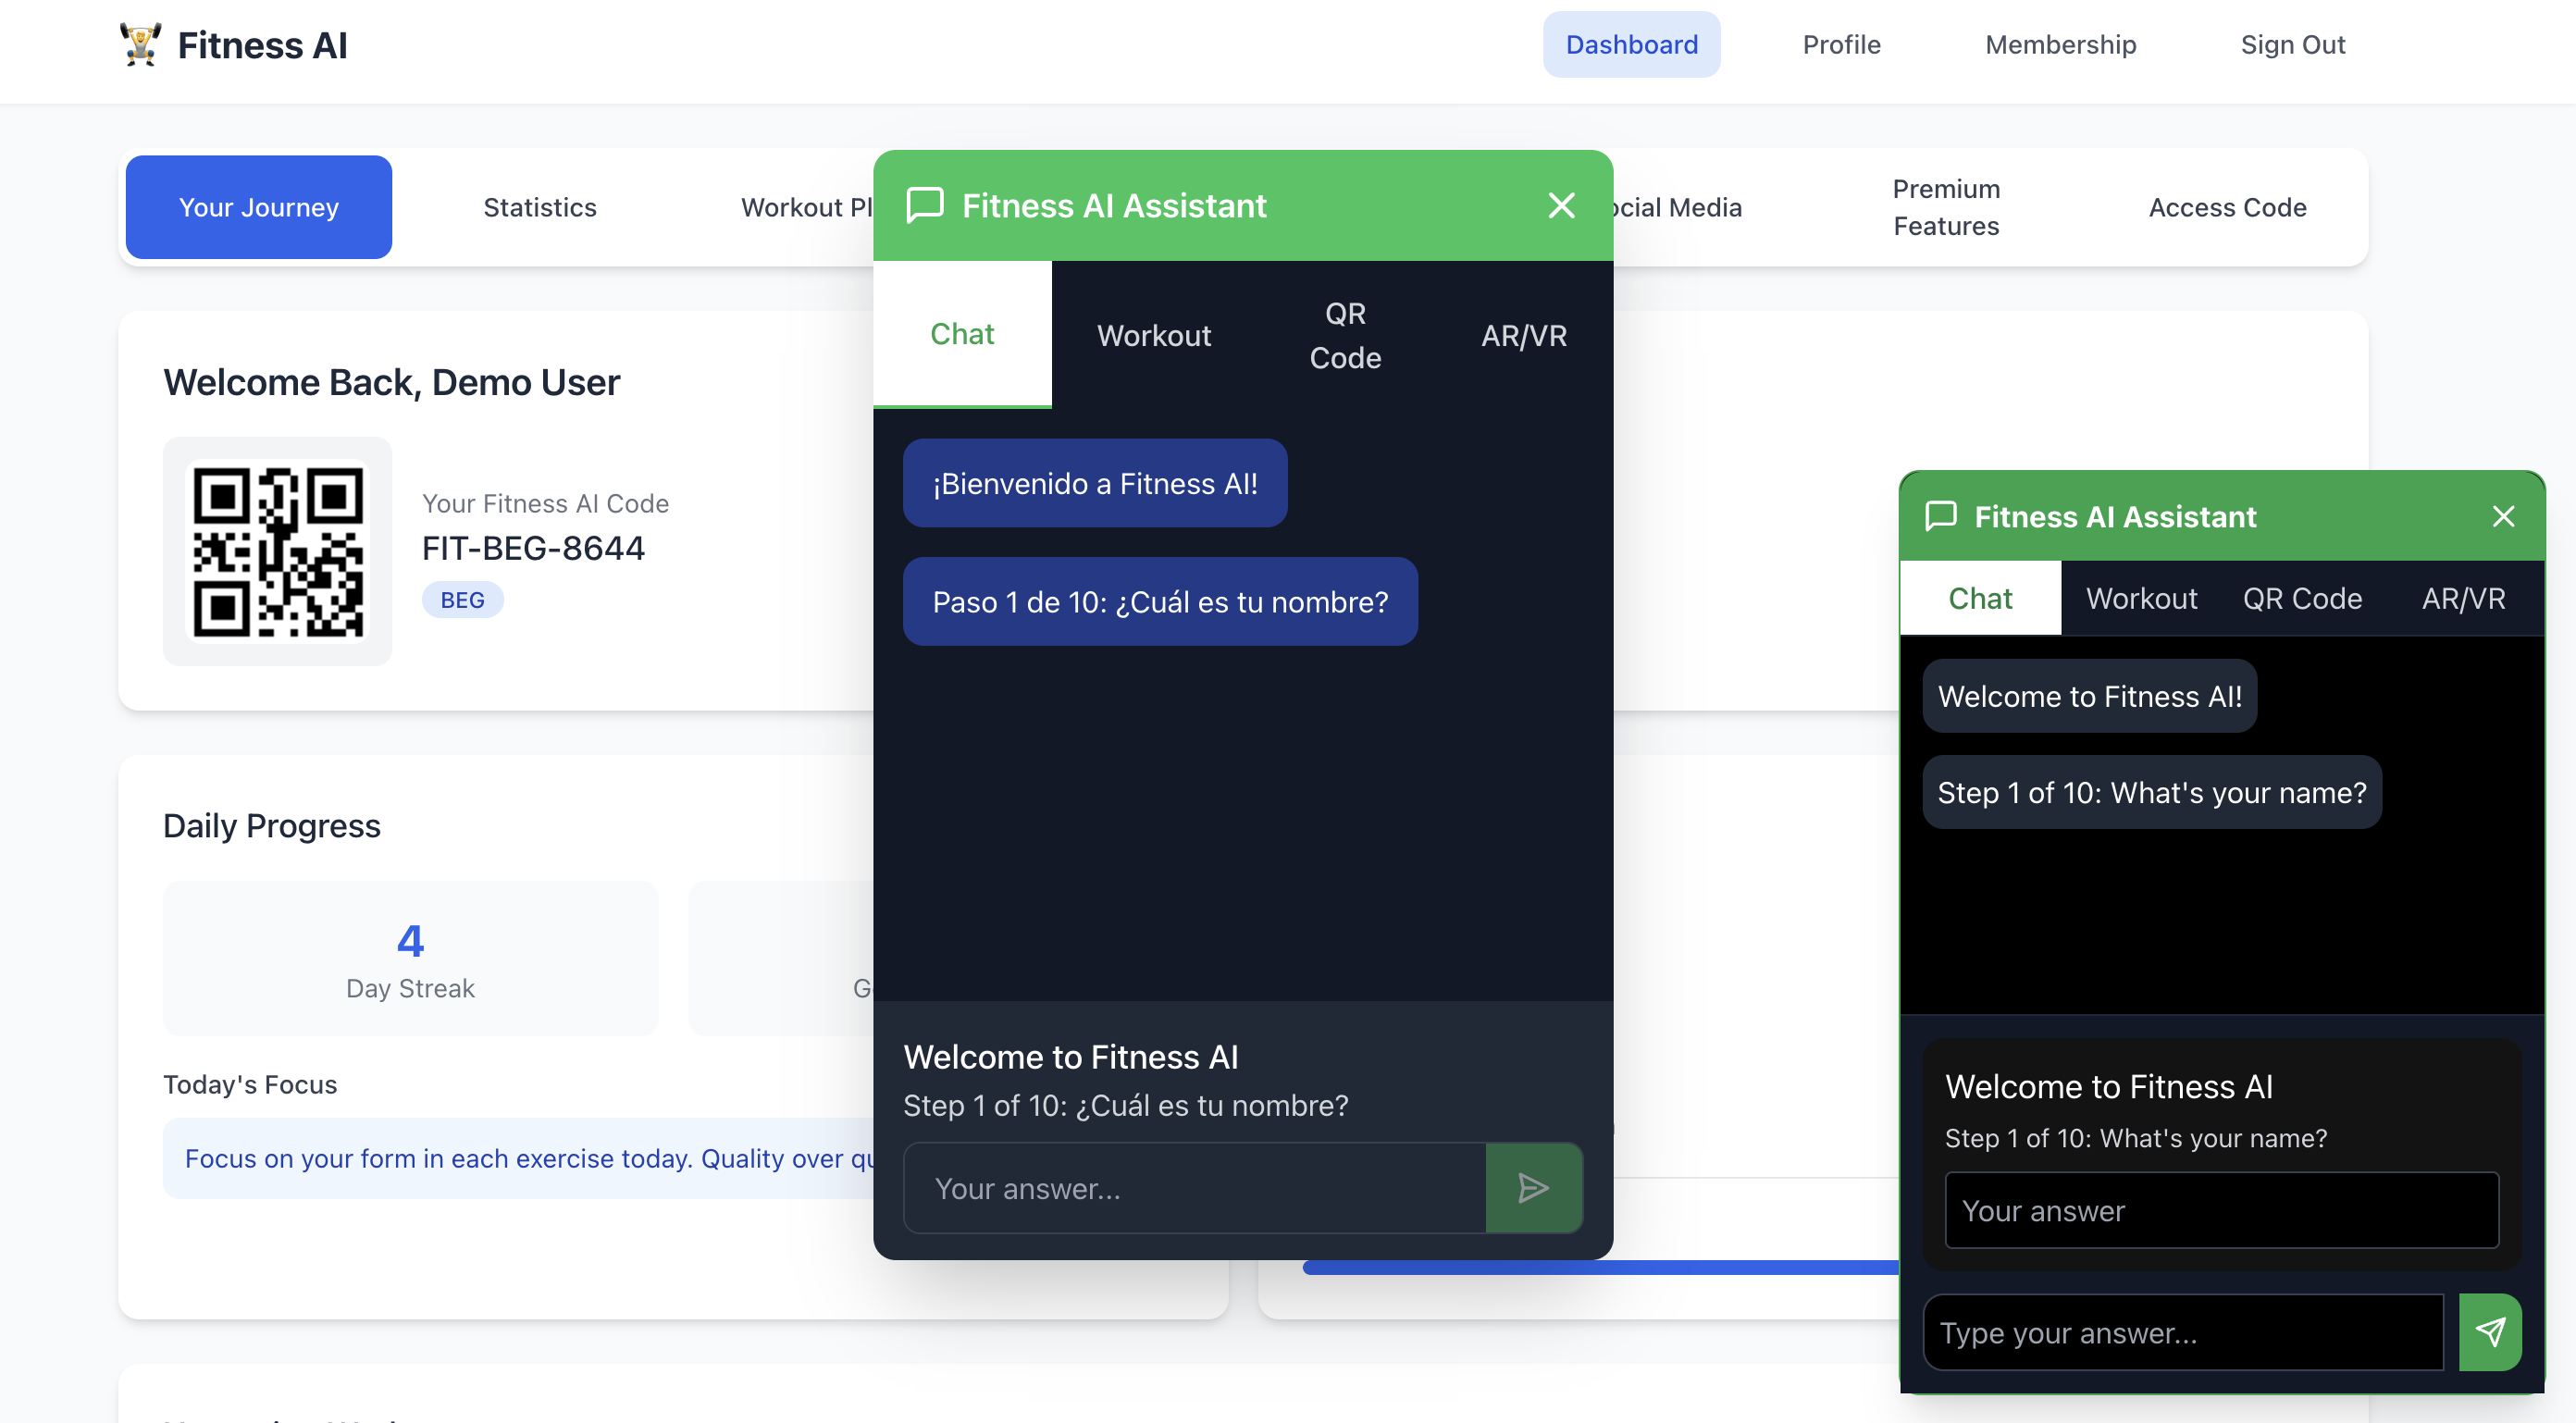 Fitness AI
Dashboard
Profile
Membership
Sign Out
Your Journey
Statistics
Workout
Social Media
Premium
Features
Access Code
Welcome Back, Demo User
Your Fitness AI Code
FIT-BEG-8644
BEG
Daily Progress
4
Day Streak
Today's Focus
Focus on your form in each exercise today. Quality over
Fitness AI Assistant
Chat
Workout
QR
Code
AR/VR
¡Bienvenido a Fitness AI!
Paso 1 de 10: ¿Cuál es tu nombre?
Welcome to Fitness AI
Step 1 of 10: ¿Cuál es tu nombre?
Your answer...
Fitness AI Assistant
Chat
Workout
QR Code
AR/VR
Welcome to Fitness AI!
Step 1 of 10: What's your name?
Welcome to Fitness AI
Step 1 of 10: What's your name?
Your answer
Type your answer...